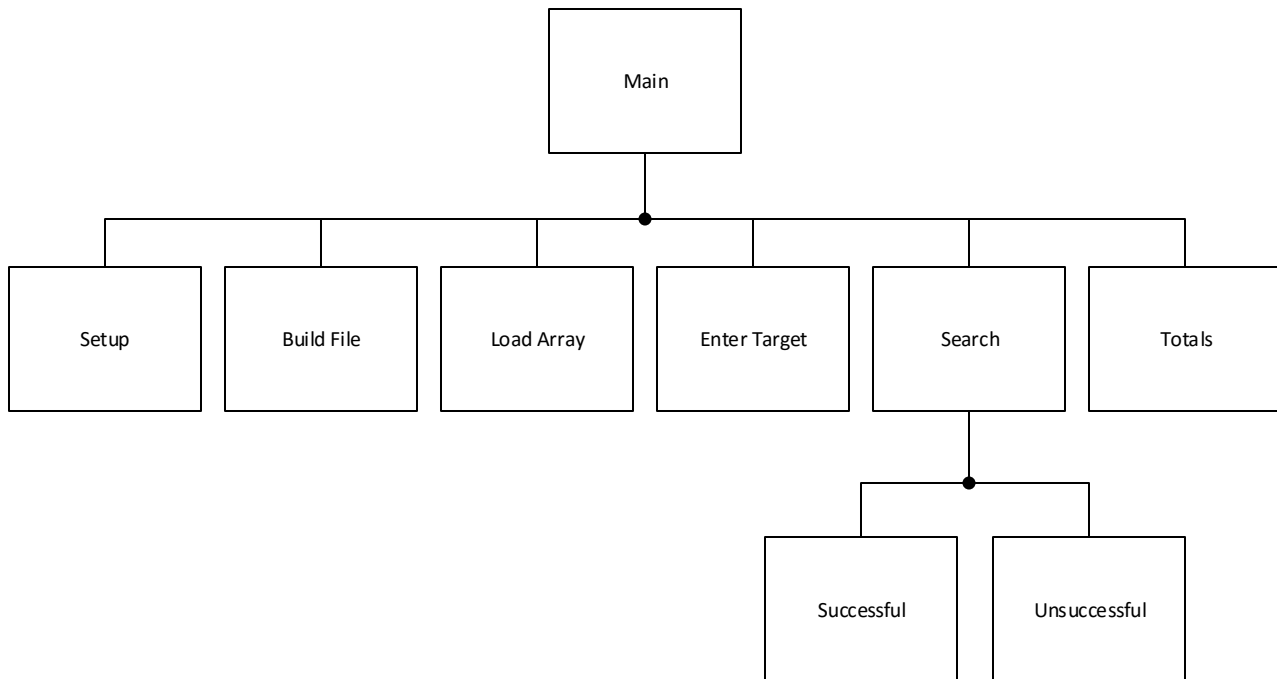 Main
Setup
Build File
Load Array
Enter Target
Search
Totals
Successful
Unsuccessful